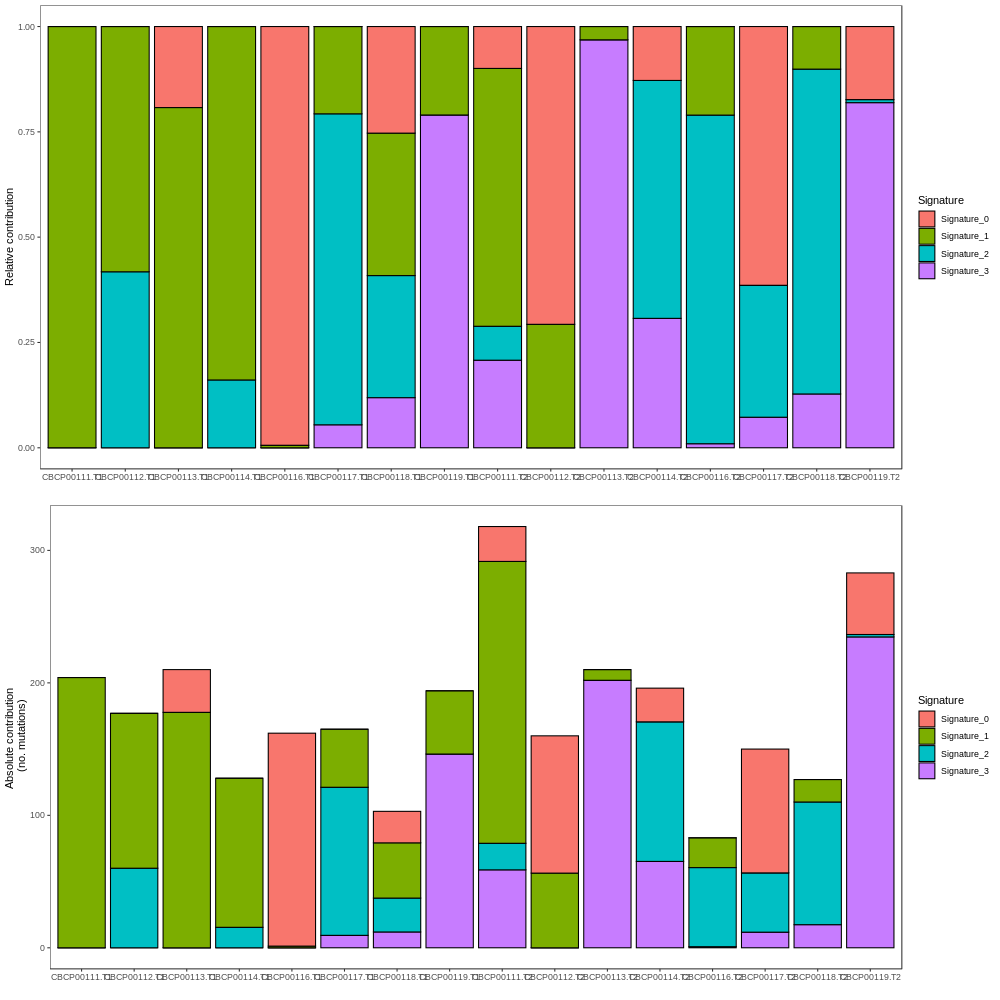 1.00
0.75
0.50
0.25
0.00
Relative contribution
CBCP00111.T1 CBCP00112.T1 CBCP00113.T1 CBCP00114.T1 CBCP00116.T1 CBCP00117.T1 CBCP00118.T1 CBCP00119.T1 CBCP00111.T2 CBCP00112.T2 CBCP00113.T2 CBCP00114.T2 CBCP00116.T2 CBCP00117.T2 CBCP00118.T2 CBCP00119.T2
Signature
Signature_0
Signature_1
Signature_2
Signature_3
300
200
100
0
Absolute contribution
(no. mutations)
CBCP00111.T1 CBCP00112.T1 CBCP00113.T1 CBCP00114.T1 CBCP00116.T1 CBCP00117.T1 CBCP00118.T1 CBCP00119.T1 CBCP00111.T2 CBCP00112.T2 CBCP00113.T2 CBCP00114.T2 CBCP00116.T2 CBCP00117.T2 CBCP00118.T2 CBCP00119.T2
Signature
Signature_0
Signature_1
Signature_2
Signature_3